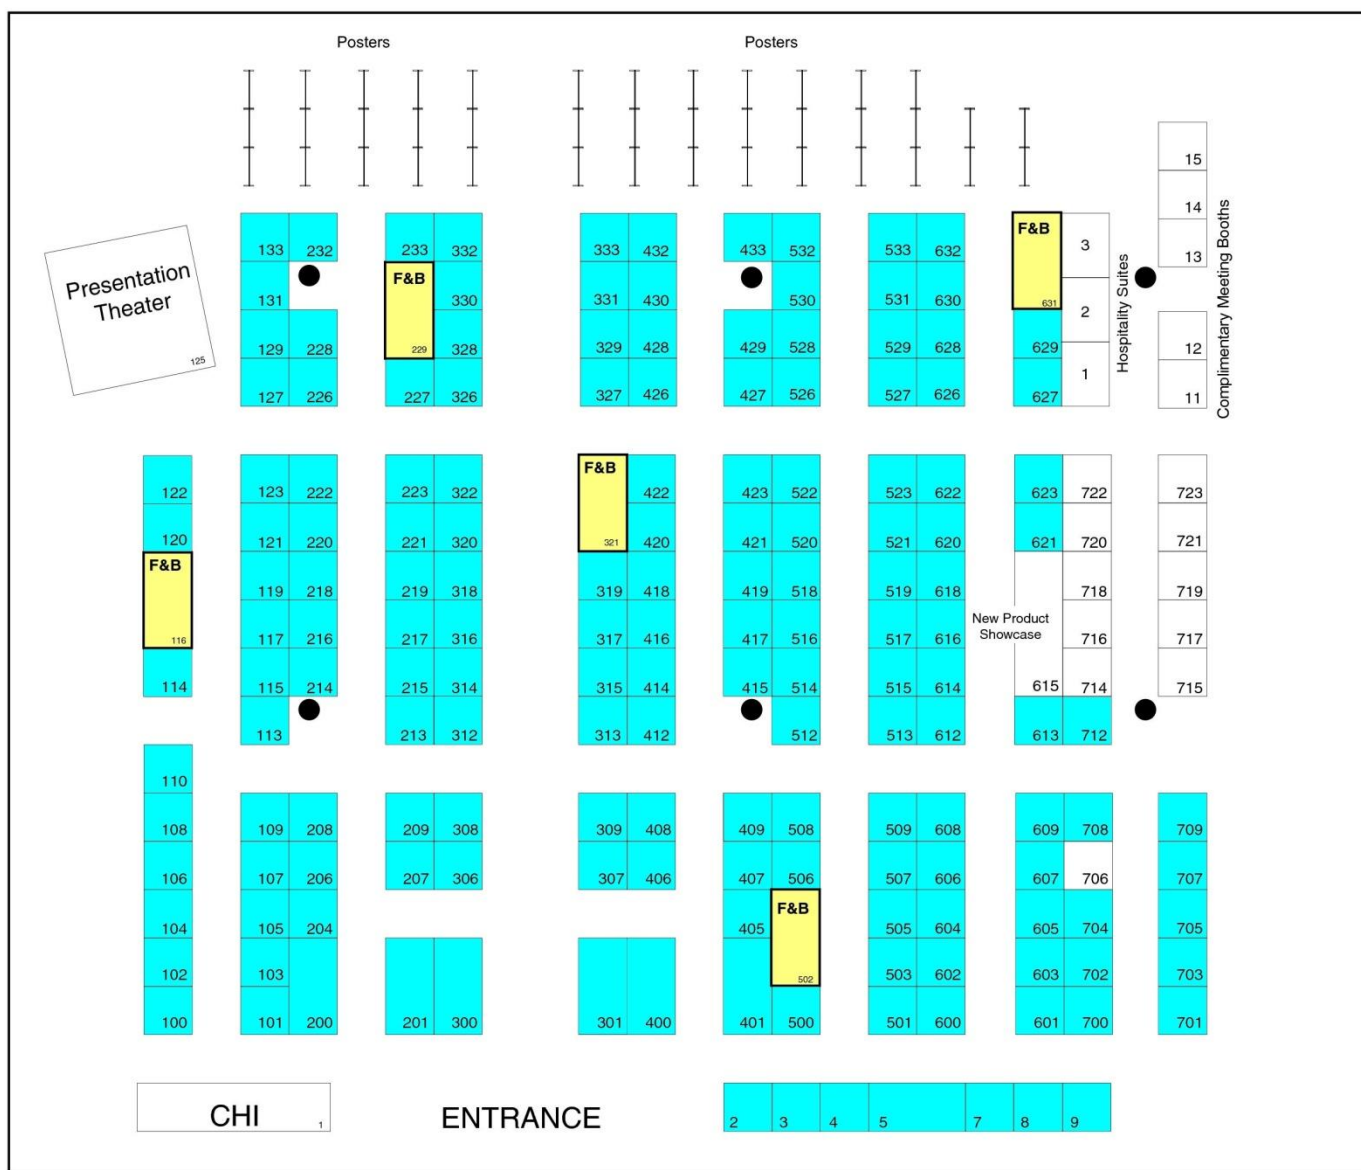 Posters Posters
15
14
133 232 233 332 333 432 433 532 533 632 F&B 3 13
F&B
131 330 331 430 530 531 630 631 2
Presentation
Theater
125
129 228 229 328 329 428 429 528 529 628 629 12
1
127 226 227 326 327 426 427 526 527 626 627 11
Hospitality Suites
Complimentary Meeting Booths
F&B
122 123 222 223 322 422 423 522 523 622 623 722 723
120 121 220 221 320 321 420 421 520 521 620 621 720 721
F&B
119 218 219 318 319 418 419 518 519 618 718 719
New Product
Showcase
116 117 216 217 316 317 416 417 516 517 616 716 717
114 115 214 215 314 315 414 415 514 515 614 615 714 715
113 213 312 313 412 512 513 612 613 712
110
108 109 208 209 308 309 408 409 508 509 608 609 708 709
106 107 206 207 306 307 406 407 506 507 606 607 706 707
F&B
104 105 204 405 505 604 605 704 705
102 103 502 503 602 603 702 703
100 101 200 201 300 301 400 401 500 501 600 601 700 701
CHI 1 ENTRANCE 2 3 4 5 7 8 9